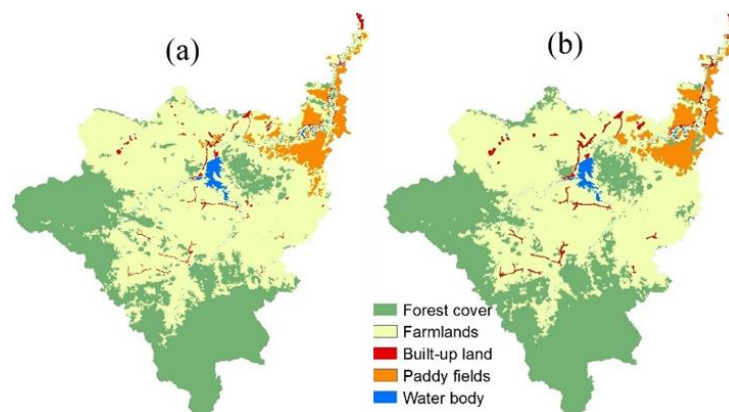 (a)
(b)
Forest cover
Farmlands
Built-up land
Paddy fields
Water body